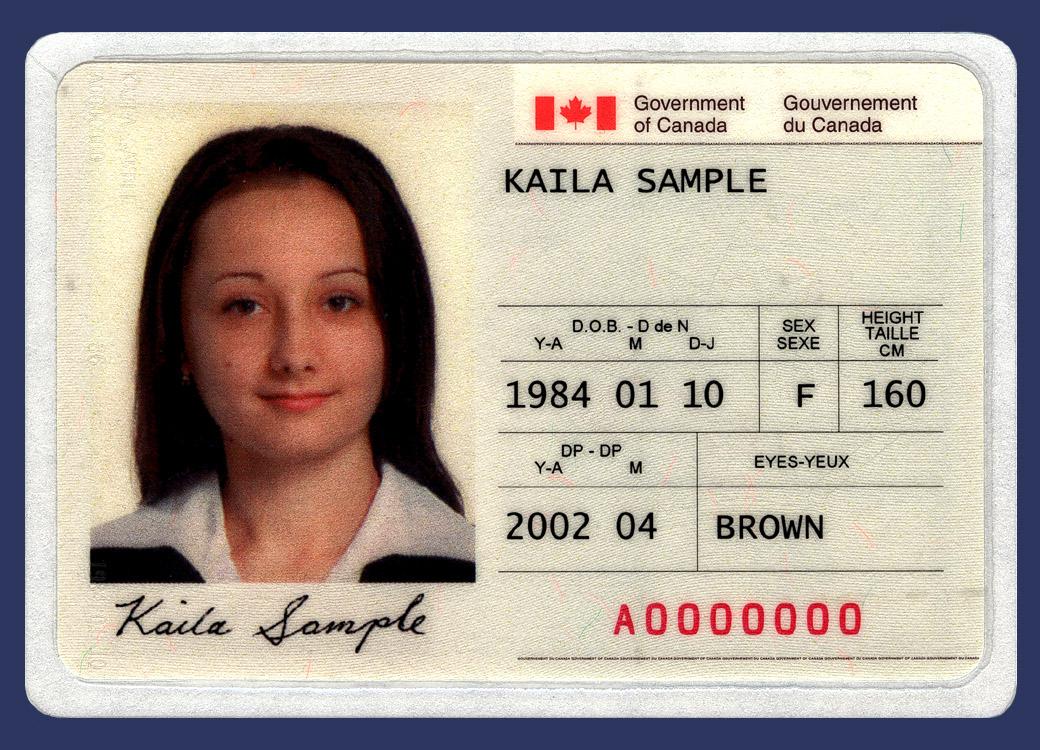 Government of Canada
Gouvernement du Canada
KAILA SAMPLE
D.O.B. - D de N
Y-A M D-J
SEX
SEXE
HEIGHT
TAILLE
CM
1984 01 10
F
160
DP - DP
Y-A M
EYES-YEUX
2002 04
BROWN
Kaila Sample
A0000000